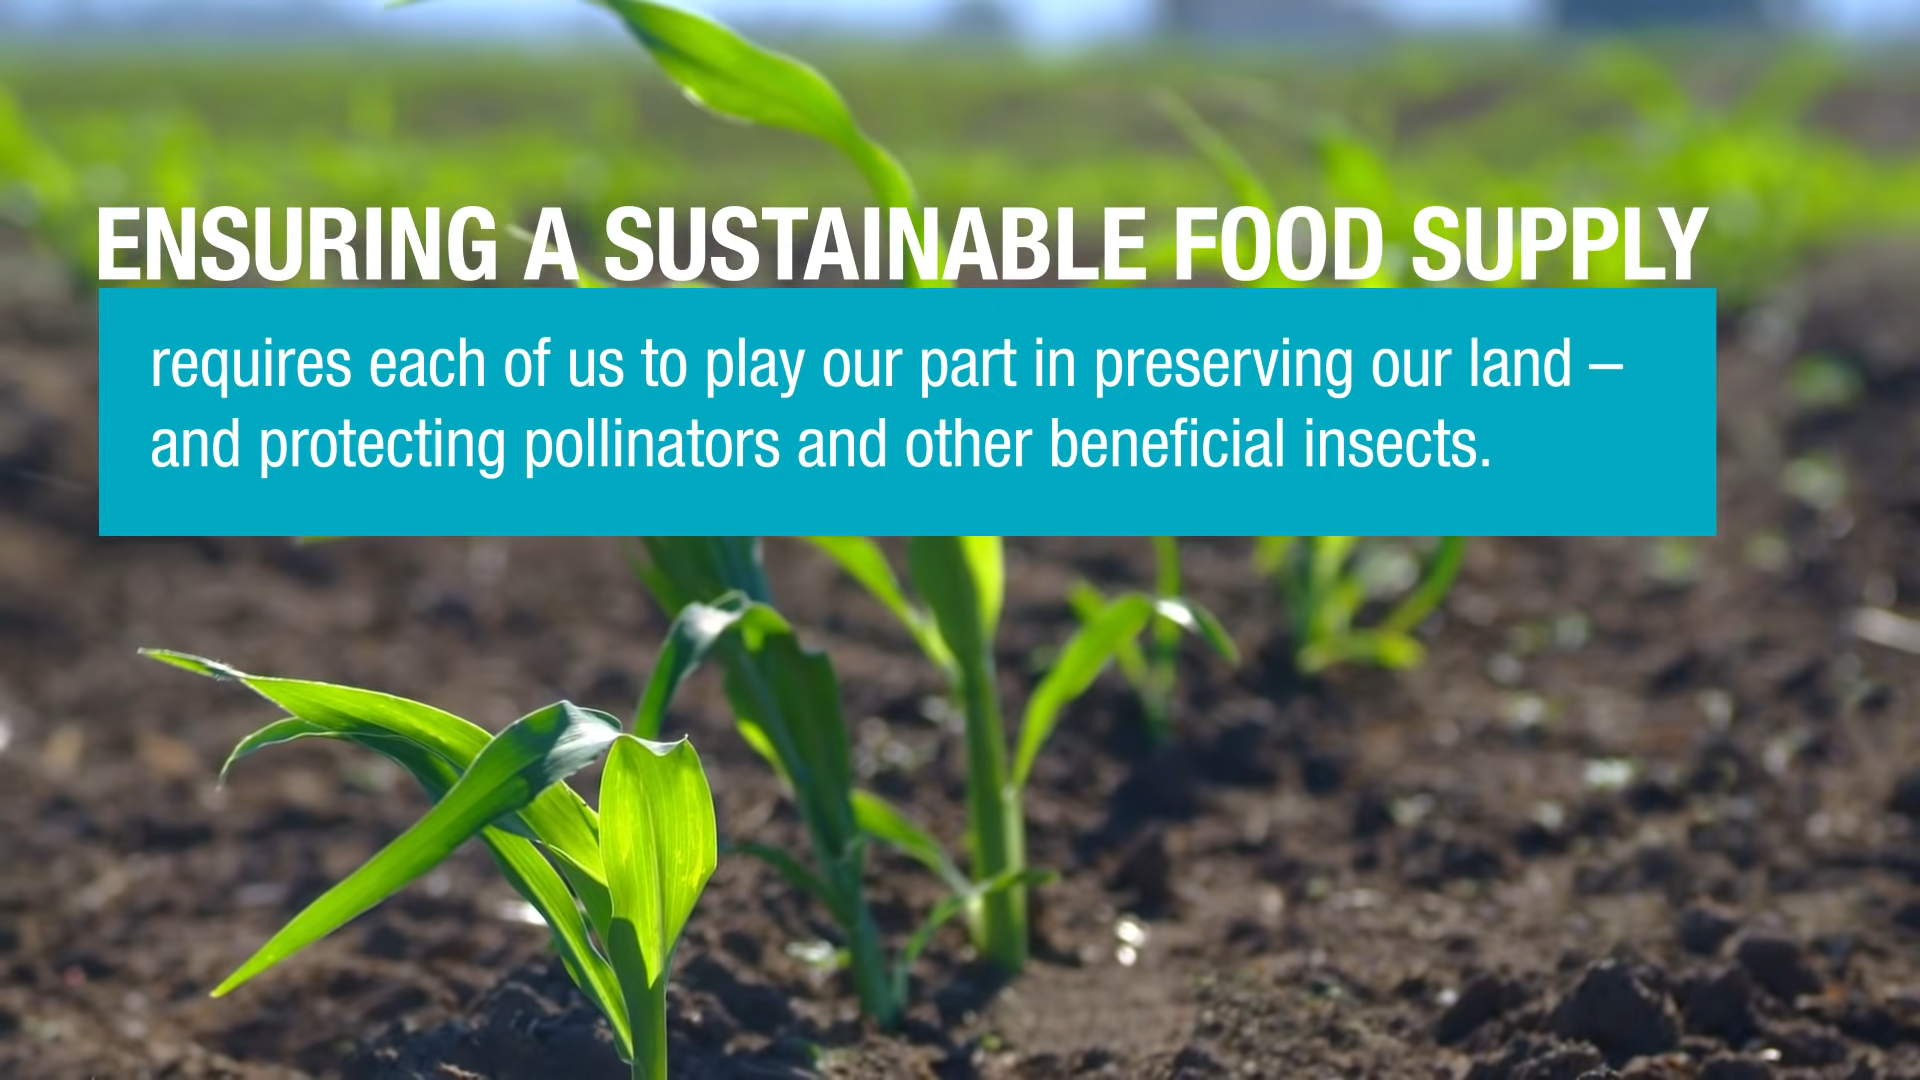 ENSURING A SUSTAINABLE FOOD SUPPLY
requires each of us to play our part in preserving our land –
and protecting pollinators and other beneficial insects.